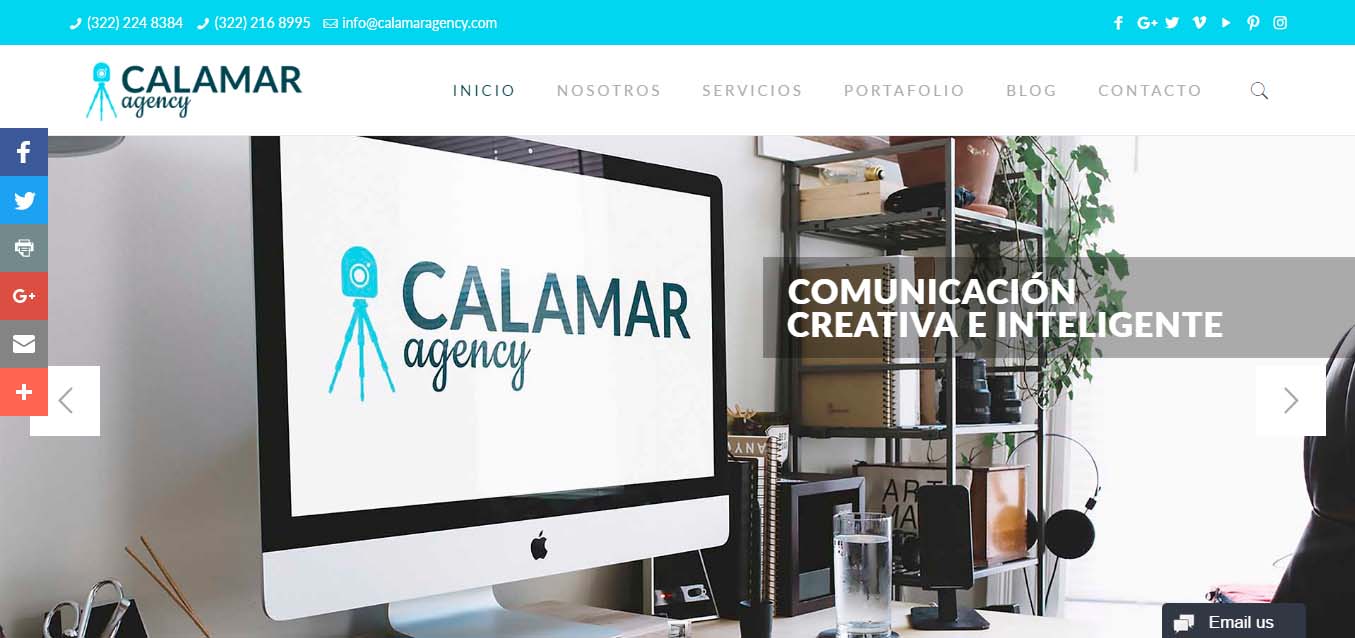 (322) 224 8384 (322) 216 8995 info@calamaragency.com
CALAMAR
agency
INICIO NOSOTROS SERVICIOS PORTAFOLIO BLOG CONTACTO
CALAMAR
agency
COMUNICACIÓN
CREATIVA E INTELIGENTE
ART
Email us